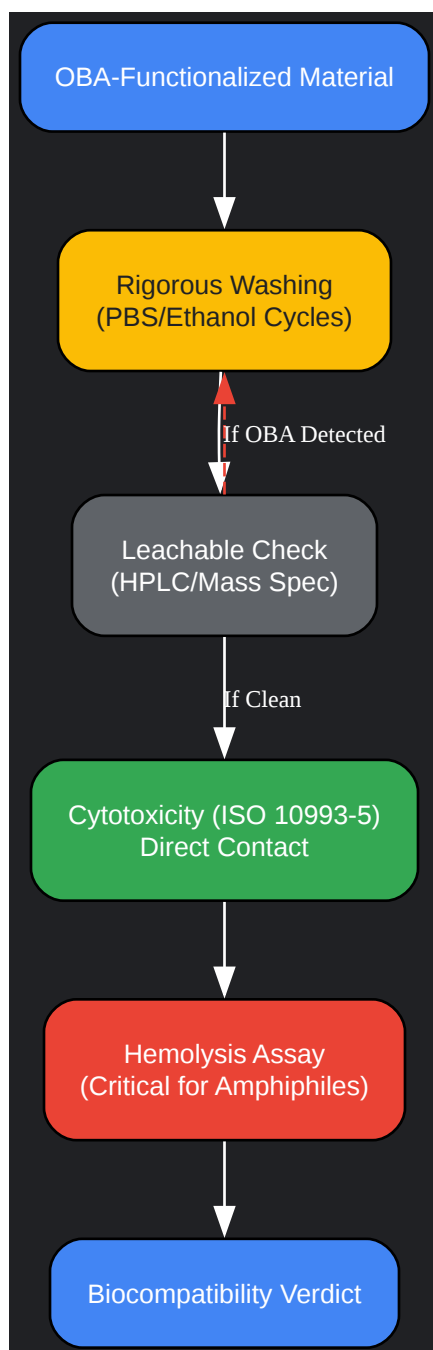 OBA-Functionalized Material
Rigorous Washing
(PBS/Ethanol Cycles)
If OBA Detected
Leachable Check
(HPLC/Mass Spec)
If Clean
Cytotoxicity (ISO 10993-5)
Direct Contact
Hemolysis Assay
(Critical for Amphiphiles)
Biocompatibility Verdict